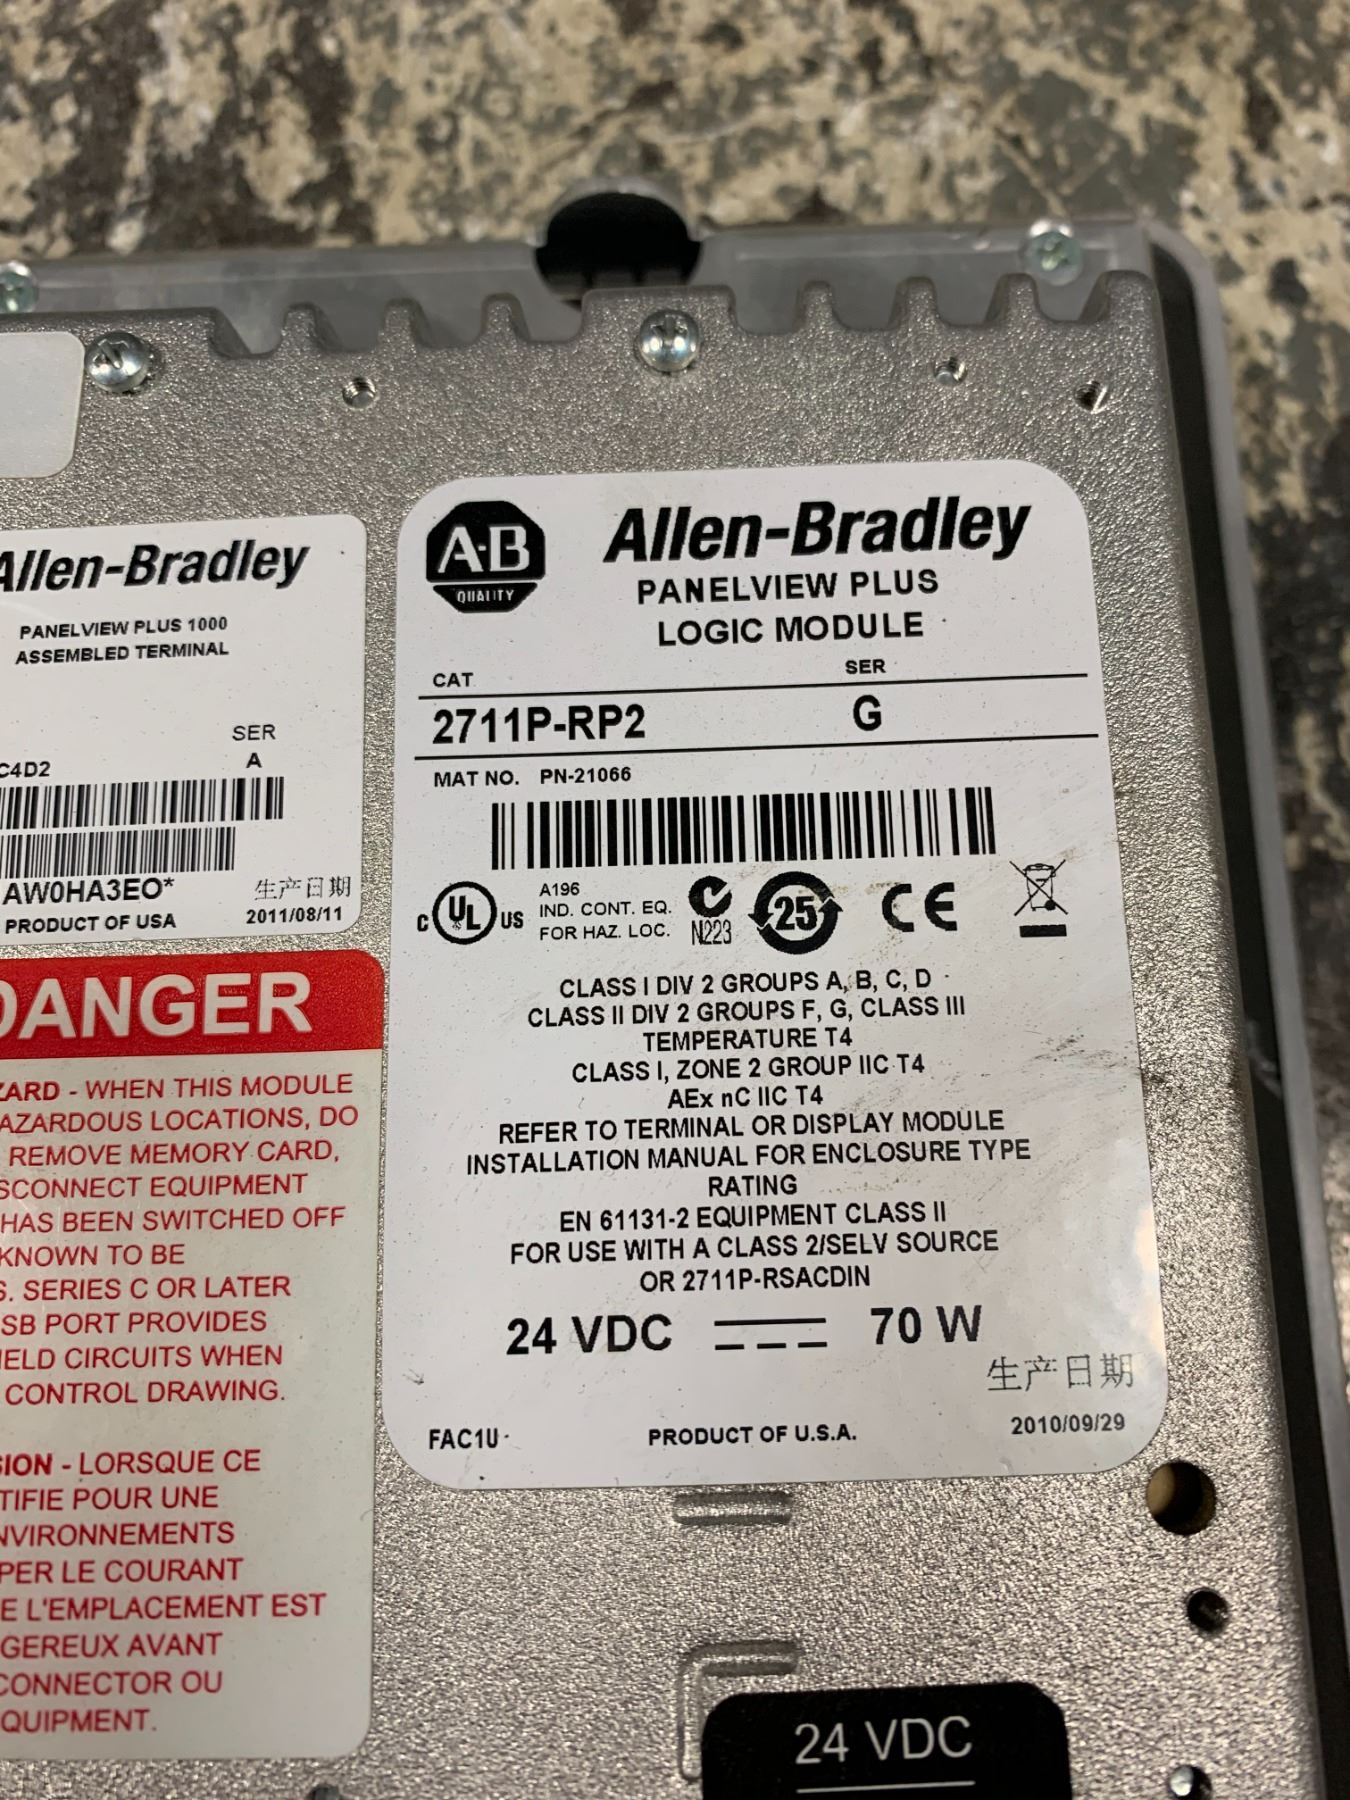 Allen-Bradley
PANELVIEW PLUS 1000
ASSEMBLED TERMINAL
SER
C4D2 A
AW0HA3EO*
生产日期
PRODUCT OF USA 2011/08/11
DANGER
ZARD - WHEN THIS MODULE
AZARDOUS LOCATIONS, DO
REMOVE MEMORY CARD,
SCONNECT EQUIPMENT
HAS BEEN SWITCHED OFF
KNOWN TO BE
S. SERIES C OR LATER
SB PORT PROVIDES
IELD CIRCUITS WHEN
CONTROL DRAWING.
SION - LORSQUE CE
TIFIE POUR UNE
NVIRONNEMENTS
PER LE COURANT
E L'EMPLACEMENT EST
GEREUX AVANT
CONNECTOR OU
QUIPMENT.
A-B
QUALITY
Allen-Bradley
PANELVIEW PLUS
LOGIC MODULE
CAT SER
2711P-RP2 G
MAT NO. PN-21066
C UL US
A196
IND. CONT. EQ.
FOR HAZ. LOC.
N223
25
CE
CLASS I DIV 2 GROUPS A, B, C, D
CLASS II DIV 2 GROUPS F, G, CLASS III
TEMPERATURE T4
CLASS I, ZONE 2 GROUP IIC T4
AEx nC IIC T4
REFER TO TERMINAL OR DISPLAY MODULE
INSTALLATION MANUAL FOR ENCLOSURE TYPE
RATING
EN 61131-2 EQUIPMENT CLASS II
FOR USE WITH A CLASS 2/SELV SOURCE
OR 2711P-RSACDIN
24 VDC 70 W
生产日期
FAC1U PRODUCT OF U.S.A. 2010/09/29
24 VDC